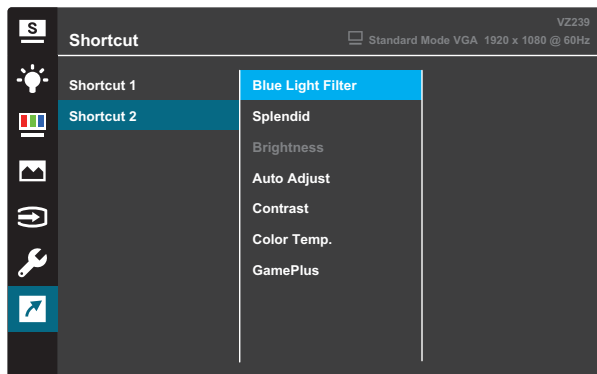 S
VZ239
Shortcut
Standard Mode VGA 1920 x 1080 @ 60Hz
Shortcut 1
Blue Light Filter
Shortcut 2
Splendid
Brightness
Auto Adjust
Contrast
Color Temp.
GamePlus